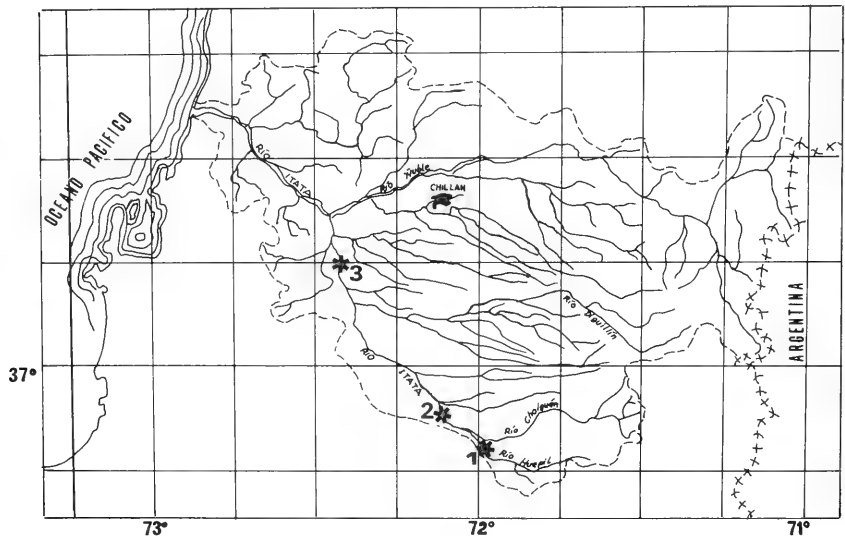 OCEANO PACIFICO
RÍO ITATA
Río Ñuble
CHILLAN
3
Río Diguillín
ARGENTINA
37°
RÍO ITATA
2
Río Cholguán
1
Río Huepil
73°
72°
71°